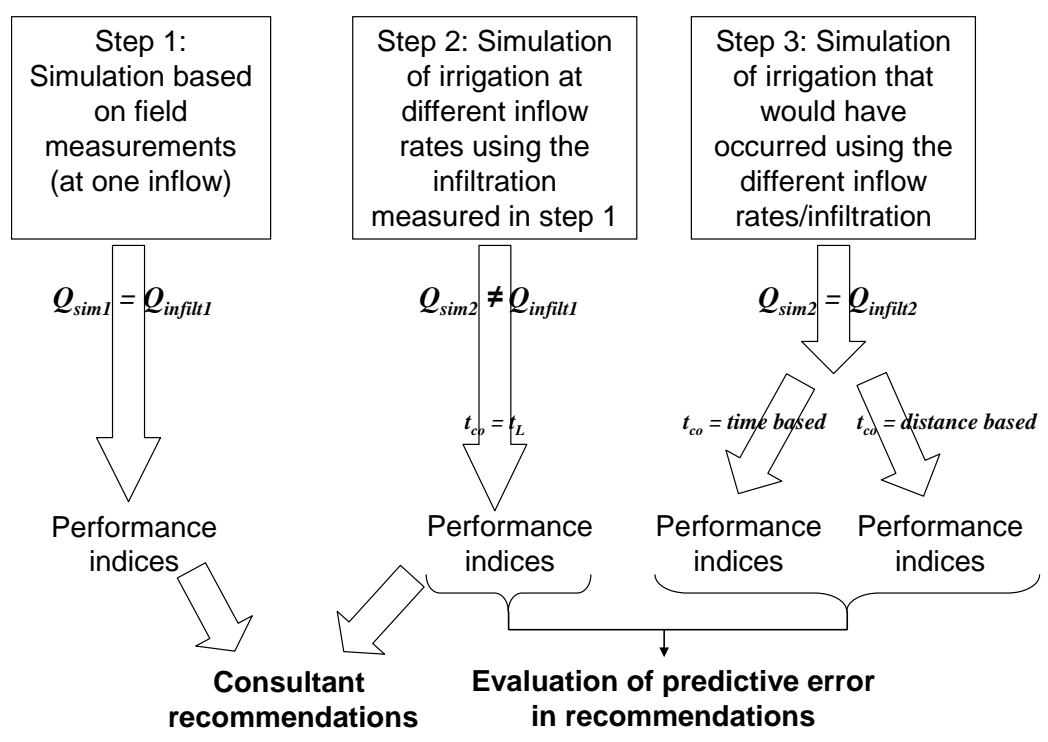 Step 1:
Simulation based
on field
measurements
(at one inflow)
Step 2: Simulation
of irrigation at
different inflow
rates using the
infiltration
measured in step 1
Step 3: Simulation
of irrigation that
would have
occurred using the
different inflow
rates/infiltration
Qsim1 = Qinfilt1
Qsim2 ≠ Qinfilt1
Qsim2 = Qinfilt2
tco = tL
tco = time based
tco = distance based
Performance
indices
Performance
indices
Performance
indices
Performance
indices
Consultant
recommendations
Evaluation of predictive error
in recommendations